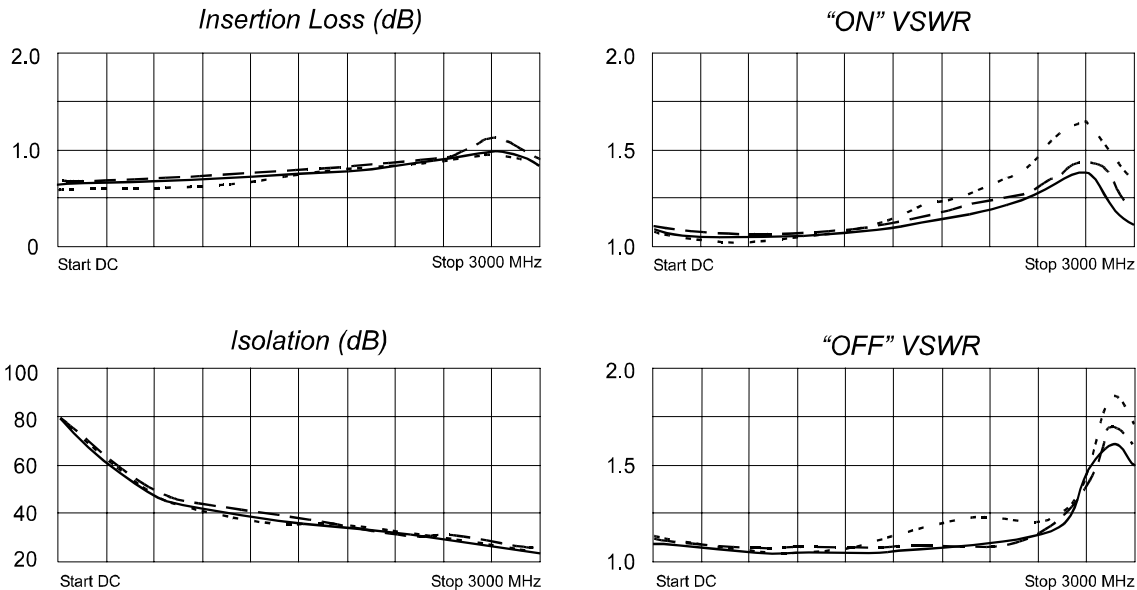 Insertion Loss (dB)
2.0
1.0
0
Start DC
Stop 3000 MHz
“ON” VSWR
2.0
1.5
1.0
Start DC
Stop 3000 MHz
Isolation (dB)
100
80
60
40
20
Start DC
Stop 3000 MHz
“OFF” VSWR
2.0
1.5
1.0
Start DC
Stop 3000 MHz